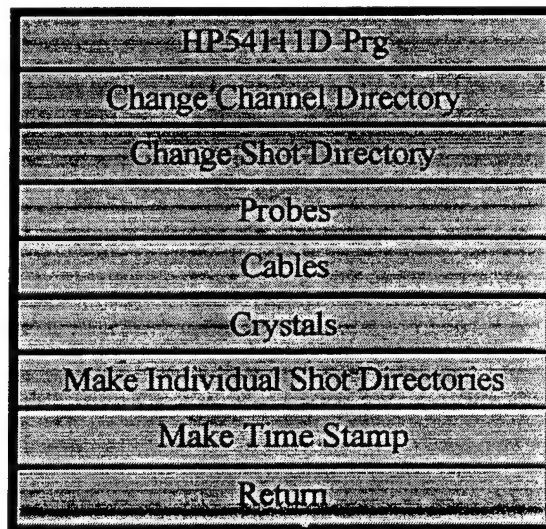 HP54111D Prg
Change Channel Directory
Change Shot Directory
Probes
Cables
Crystals
Make Individual Shot Directories
Make Time Stamp
Return